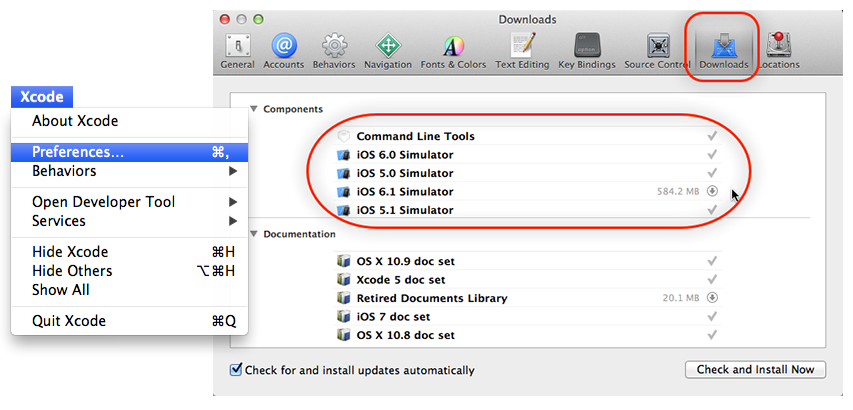 Xcode
About Xcode
Preferences... ⌘,
Behaviors
Open Developer Tool
Services
Hide Xcode ⌘H
Hide Others ⌥⌘H
Show All
Quit Xcode ⌘Q
Downloads
General Accounts Behaviors Navigation Fonts & Colors Text Editing Key Bindings Source Control Downloads Locations
Components
Command Line Tools
iOS 6.0 Simulator
iOS 5.0 Simulator
iOS 6.1 Simulator 584.2 MB
iOS 5.1 Simulator
Documentation
OS X 10.9 doc set
Xcode 5 doc set
Retired Documents Library 20.1 MB
iOS 7 doc set
OS X 10.8 doc set
Check for and install updates automatically Check and Install Now